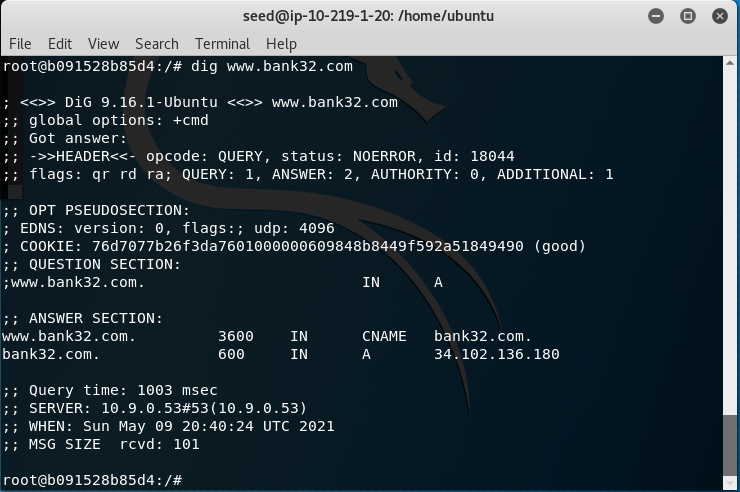 seed@ip-10-219-1-20: /home/ubuntu
File Edit View Search Terminal Help
root@b091528b85d4:/# dig www.bank32.com
; <<>> DiG 9.16.1-Ubuntu <<>> www.bank32.com
;; global options: +cmd
;; Got answer:
;; ->>HEADER<<- opcode: QUERY, status: NOERROR, id: 18044
;; flags: qr rd ra; QUERY: 1, ANSWER: 2, AUTHORITY: 0, ADDITIONAL: 1
;; OPT PSEUDOSECTION:
; EDNS: version: 0, flags:; udp: 4096
; COOKIE: 76d7077b26f3da7601000000609848b8449f592a51849490 (good)
;; QUESTION SECTION:
;www.bank32.com. IN A
;; ANSWER SECTION:
www.bank32.com. 3600 IN CNAME bank32.com.
bank32.com. 600 IN A 34.102.136.180
;; Query time: 1003 msec
;; SERVER: 10.9.0.53#53(10.9.0.53)
;; WHEN: Sun May 09 20:40:24 UTC 2021
;; MSG SIZE  rcvd: 101
root@b091528b85d4:/#